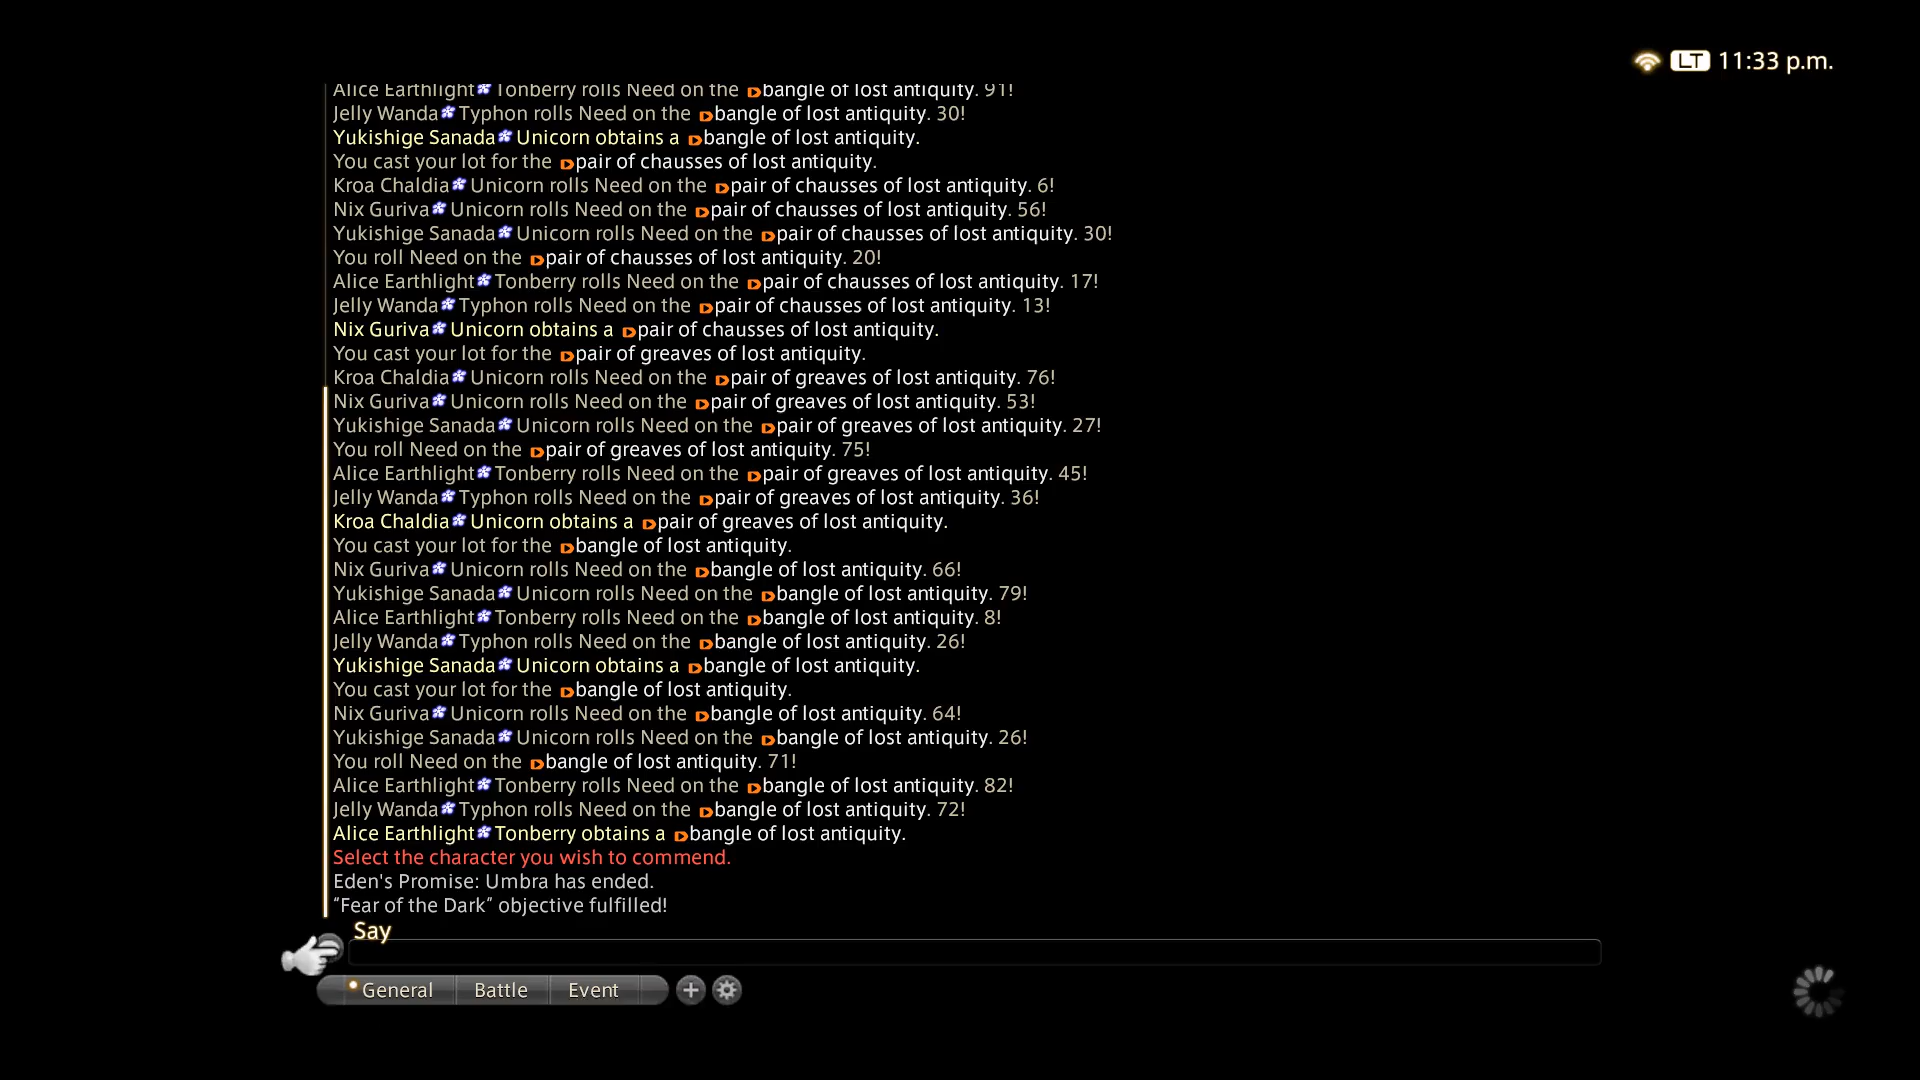 LT 11:33 p.m.
Alice Earthlight Tonberry rolls Need on the bangle of lost antiquity. 91!
Jelly Wanda Typhon rolls Need on the bangle of lost antiquity. 30!
Yukishige Sanada Unicorn obtains a bangle of lost antiquity.
You cast your lot for the pair of chausses of lost antiquity.
Kroa Chaldia Unicorn rolls Need on the pair of chausses of lost antiquity. 6!
Nix Guriva Unicorn rolls Need on the pair of chausses of lost antiquity. 56!
Yukishige Sanada Unicorn rolls Need on the pair of chausses of lost antiquity. 30!
You roll Need on the pair of chausses of lost antiquity. 20!
Alice Earthlight Tonberry rolls Need on the pair of chausses of lost antiquity. 17!
Jelly Wanda Typhon rolls Need on the pair of chausses of lost antiquity. 13!
Nix Guriva Unicorn obtains a pair of chausses of lost antiquity.
You cast your lot for the pair of greaves of lost antiquity.
Kroa Chaldia Unicorn rolls Need on the pair of greaves of lost antiquity. 76!
Nix Guriva Unicorn rolls Need on the pair of greaves of lost antiquity. 53!
Yukishige Sanada Unicorn rolls Need on the pair of greaves of lost antiquity. 27!
You roll Need on the pair of greaves of lost antiquity. 75!
Alice Earthlight Tonberry rolls Need on the pair of greaves of lost antiquity. 45!
Jelly Wanda Typhon rolls Need on the pair of greaves of lost antiquity. 36!
Kroa Chaldia Unicorn obtains a pair of greaves of lost antiquity.
You cast your lot for the bangle of lost antiquity.
Nix Guriva Unicorn rolls Need on the bangle of lost antiquity. 66!
Yukishige Sanada Unicorn rolls Need on the bangle of lost antiquity. 79!
Alice Earthlight Tonberry rolls Need on the bangle of lost antiquity. 8!
Jelly Wanda Typhon rolls Need on the bangle of lost antiquity. 26!
Yukishige Sanada Unicorn obtains a bangle of lost antiquity.
You cast your lot for the bangle of lost antiquity.
Nix Guriva Unicorn rolls Need on the bangle of lost antiquity. 64!
Yukishige Sanada Unicorn rolls Need on the bangle of lost antiquity. 26!
You roll Need on the bangle of lost antiquity. 71!
Alice Earthlight Tonberry rolls Need on the bangle of lost antiquity. 82!
Jelly Wanda Typhon rolls Need on the bangle of lost antiquity. 72!
Alice Earthlight Tonberry obtains a bangle of lost antiquity.
Select the character you wish to commend.
Eden's Promise: Umbra has ended.
“Fear of the Dark” objective fulfilled!
Say
General Battle Event